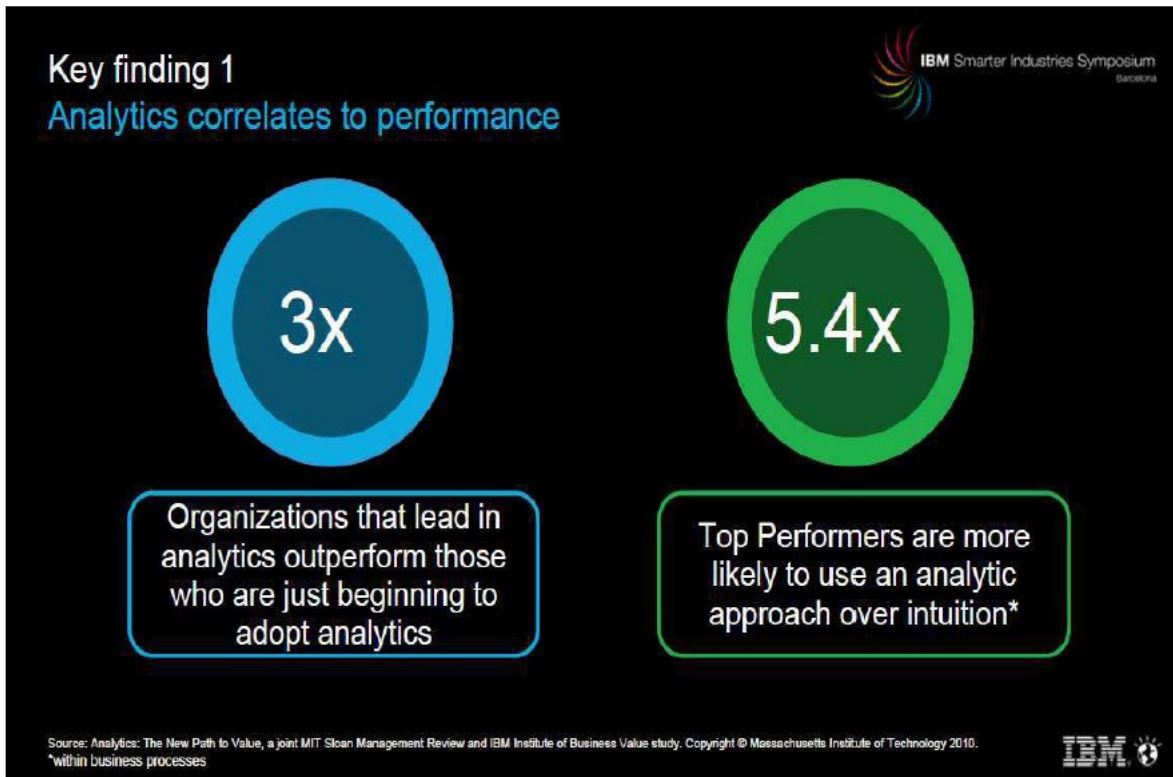 Key finding 1
Analytics correlates to performance
IBM Smarter Industries Symposium
Barcelona
3x
5.4x
Organizations that lead in
analytics outperform those
who are just beginning to
adopt analytics
Top Performers are more
likely to use an analytic
approach over intuition*
Source: Analytics: The New Path to Value, a joint MIT Sloan Management Review and IBM Institute of Business Value study. Copyright © Massachusetts Institute of Technology 2010.
*within business processes
IBM.